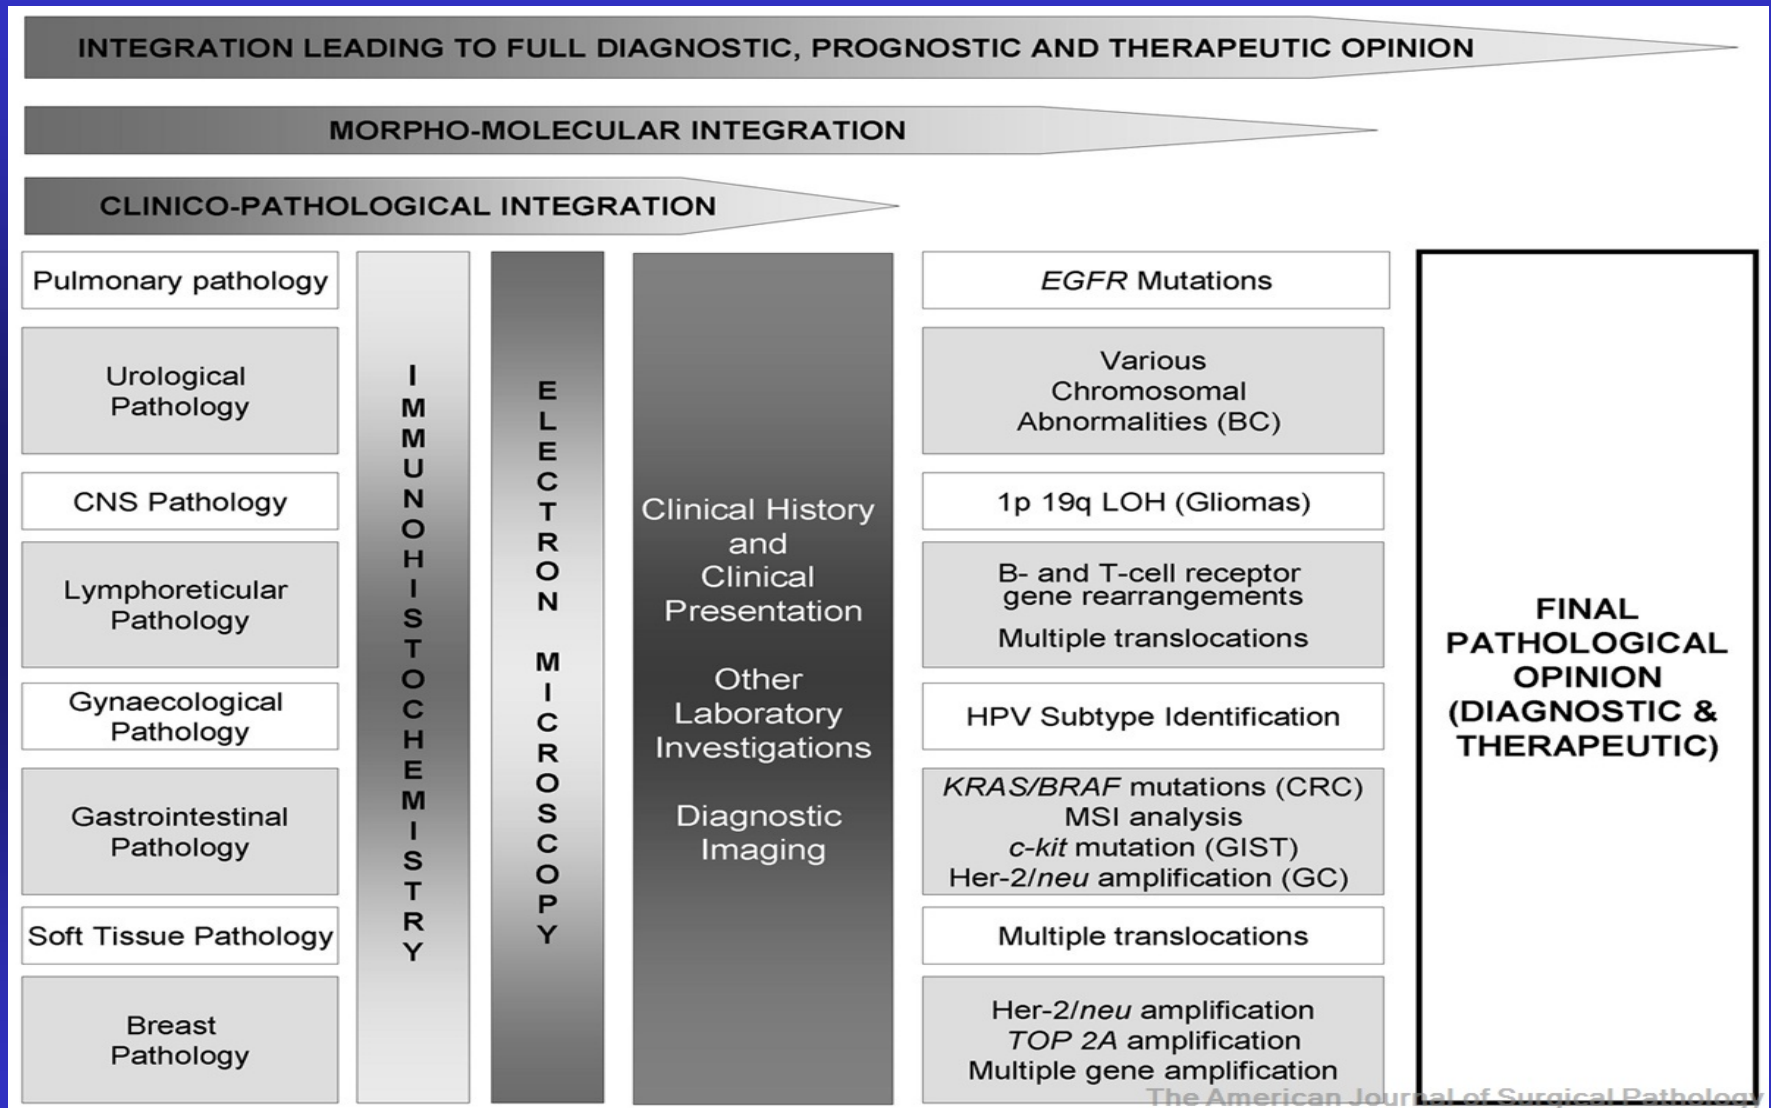 INTEGRATION LEADING TO FULL DIAGNOSTIC, PROGNOSTIC AND THERAPEUTIC OPINION
MORPHO-MOLECULAR INTEGRATION
CLINICO-PATHOLOGICAL INTEGRATION
Pulmonary pathology
Urological
Pathology
CNS Pathology
Lymphoreticular
Pathology
Gynaecological
Pathology
Gastrointestinal
Pathology
Soft Tissue Pathology
Breast
Pathology
IMMUNOHISTOCHEMISTRY
ELECTRON MICROSCOPY
Clinical History
and
Clinical
Presentation
Other
Laboratory
Investigations
Diagnostic
Imaging
EGFR Mutations
Various
Chromosomal
Abnormalities (BC)
1p 19q LOH (Gliomas)
B- and T-cell receptor
gene rearrangements
Multiple translocations
HPV Subtype Identification
KRAS/BRAF mutations (CRC)
MSI analysis
c-kit mutation (GIST)
Her-2/neu amplification (GC)
Multiple translocations
Her-2/neu amplification
TOP 2A amplification
Multiple gene amplification
FINAL
PATHOLOGICAL
OPINION
(DIAGNOSTIC &
THERAPEUTIC)
The American Journal of Surgical Pathology